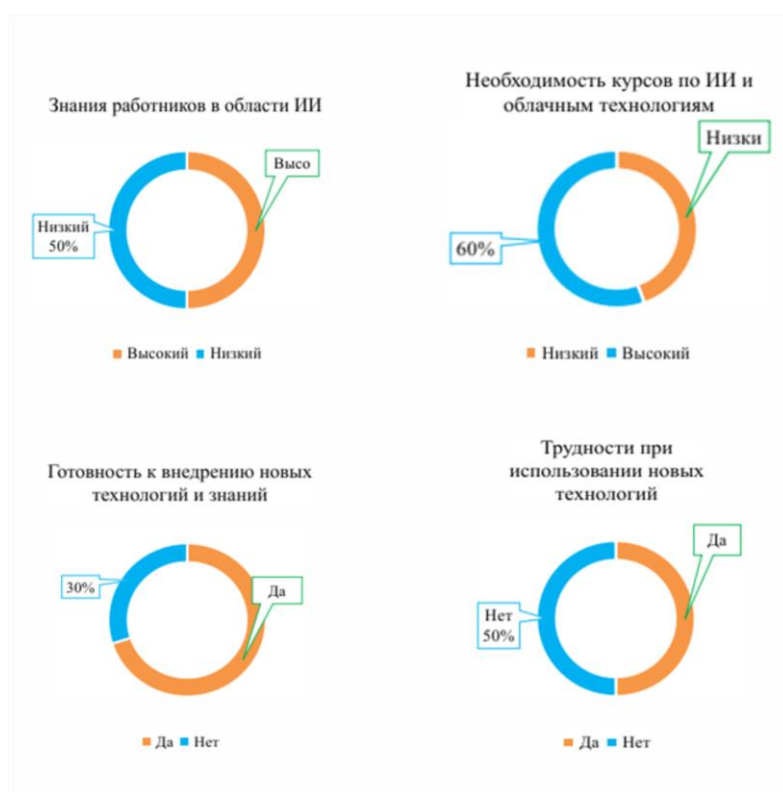 Знания работников в области ИИ
Высо
Низкий
50%
Высокий Низкий
Необходимость курсов по ИИ и
облачным технологиям
Низки
60%
Низкий Высокий
Готовность к внедрению новых
технологий и знаний
30%
Да
Да Нет
Трудности при
использовании новых
технологий
Да
Нет
50%
Да Нет